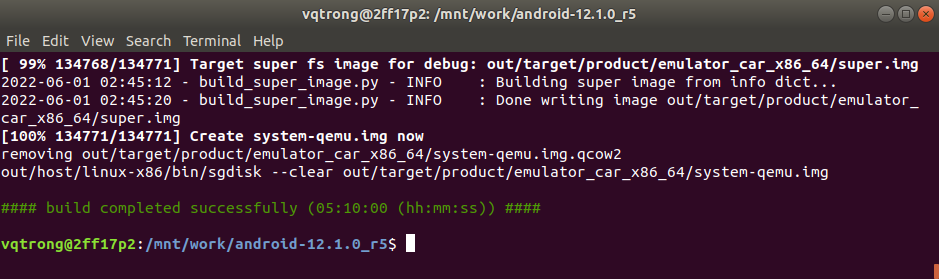 vqtrong@2ff17p2: /mnt/work/android-12.1.0_r5
File Edit View Search Terminal Help
[ 99% 134768/134771] Target super fs image for debug: out/target/product/emulator_car_x86_64/super.img
2022-06-01 02:45:12 - build_super_image.py - INFO    : Building super image from info dict...
2022-06-01 02:45:20 - build_super_image.py - INFO    : Done writing image out/target/product/emulator_
car_x86_64/super.img
[100% 134771/134771] Create system-qemu.img now
removing out/target/product/emulator_car_x86_64/system-qemu.img.qcow2
out/host/linux-x86/bin/sgdisk --clear out/target/product/emulator_car_x86_64/system-qemu.img
#### build completed successfully (05:10:00 (hh:mm:ss)) ####
vqtrong@2ff17p2:/mnt/work/android-12.1.0_r5$